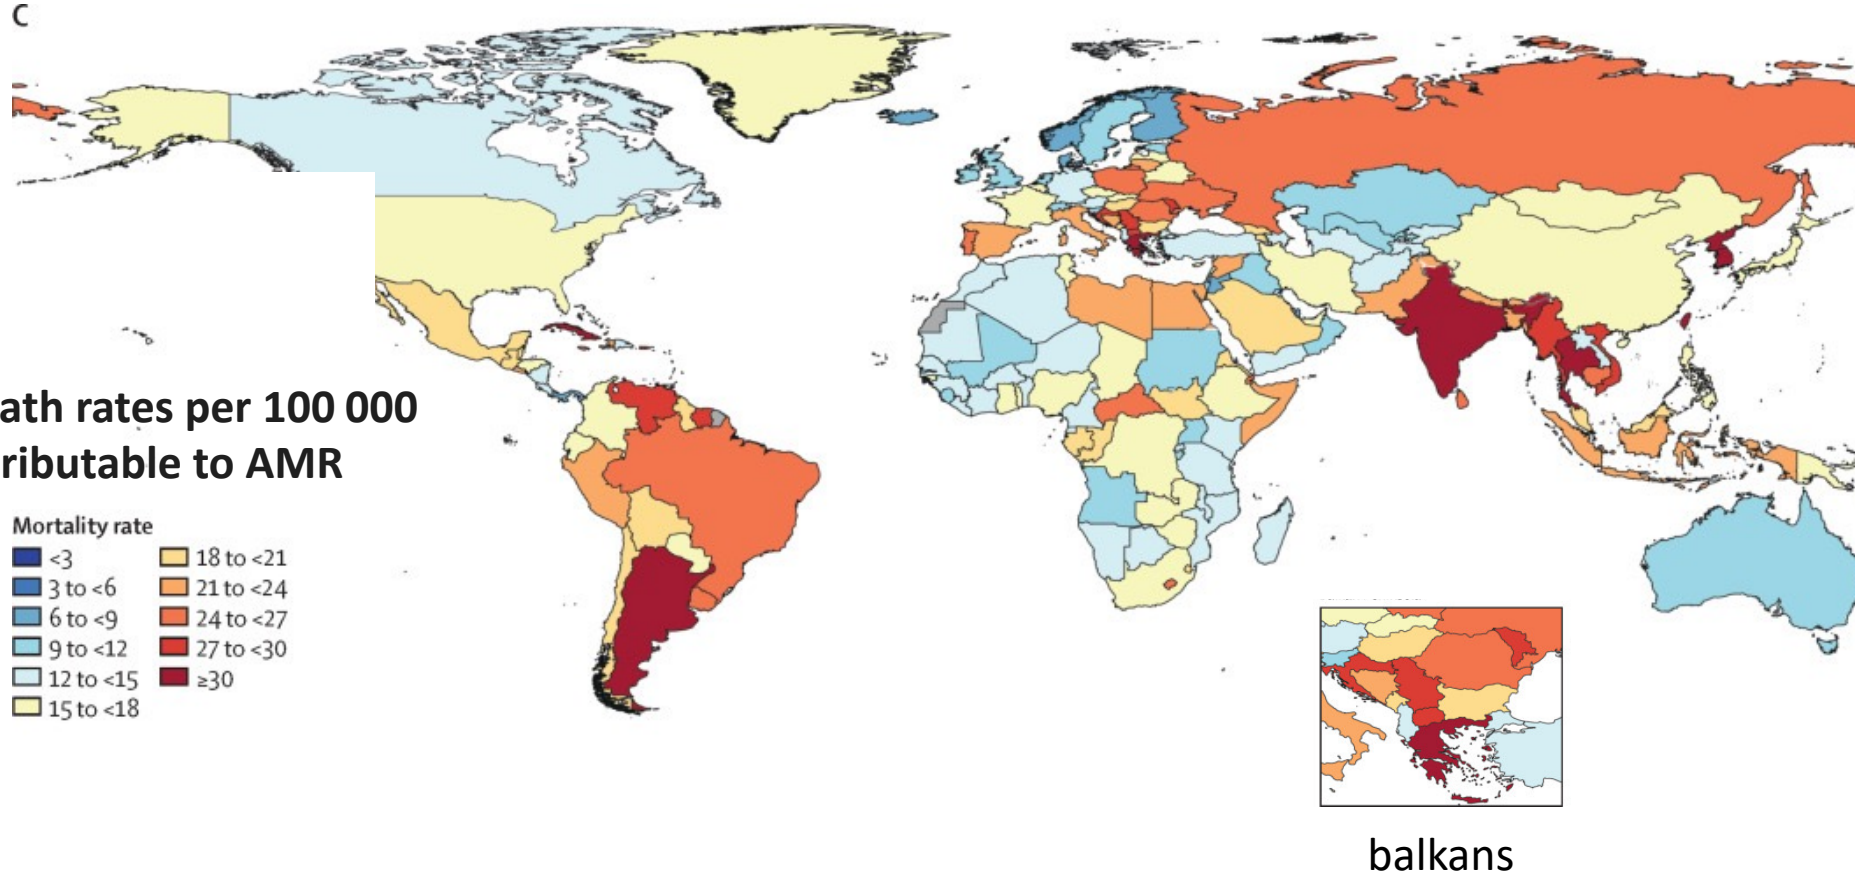 C
ath rates per 100 000
ributable to AMR
Mortality rate
<3
3 to <6
6 to <9
9 to <12
12 to <15
15 to <18
18 to <21
21 to <24
24 to <27
27 to <30
≥30
balkans